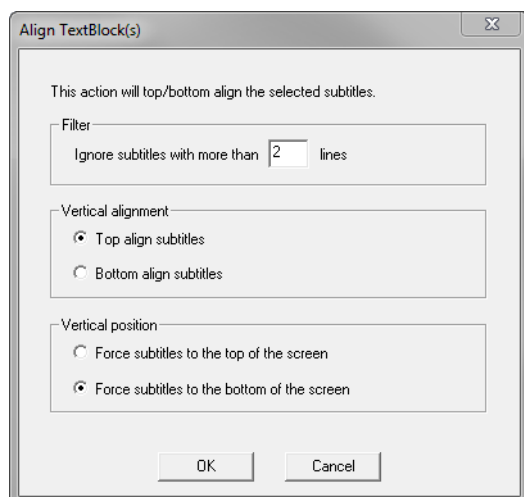 Align TextBlock(s)
This action will top/bottom align the selected subtitles.
Filter
Ignore subtitles with more than 2 lines
Vertical alignment
Top align subtitles
Bottom align subtitles
Vertical position
Force subtitles to the top of the screen
Force subtitles to the bottom of the screen
OK Cancel